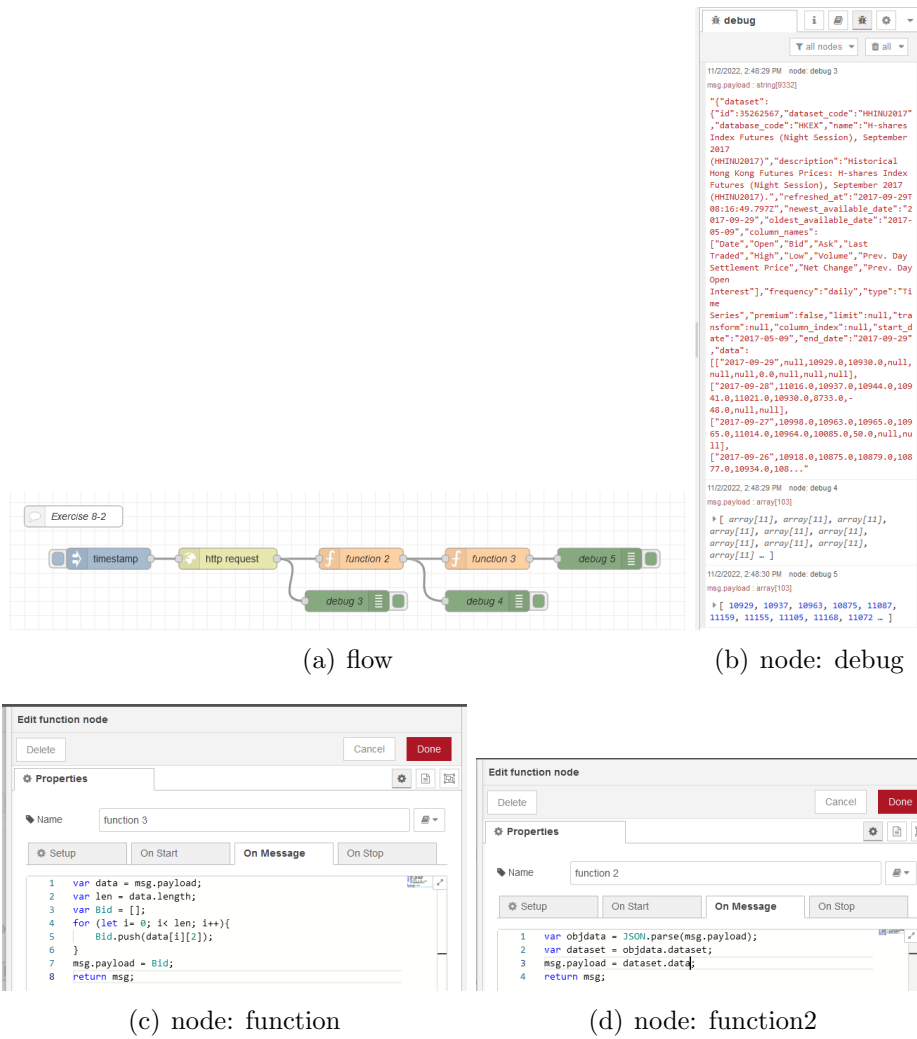 debug
i
all nodes
all
11/2/2022, 2:48:29 PM node: debug 3
msg.payload : string[9332]
"{"dataset":
{"id":35262567,"dataset_code":"HHINU2017"
,"database_code":"HKEX","name":"H-shares
Index Futures (Night Session), September
2017
(HHINU2017)","description":"Historical
Hong Kong Futures Prices: H-shares Index
Futures (Night Session), September 2017
(HHINU2017).","refreshed_at":"2017-09-29T
08:16:49.797Z","newest_available_date":"2
017-09-29","oldest_available_date":"2017-
05-09","column_names":
["Date","Open","Bid","Ask","Last
Traded","High","Low","Volume","Prev. Day
Settlement Price","Net Change","Prev. Day
Open
Interest"],"frequency":"daily","type":"Ti
me
Series","premium":false,"limit":null,"tra
nsform":null,"column_index":null,"start_d
ate":"2017-05-09","end_date":"2017-09-29"
,"data":
[["2017-09-29",null,10929.0,10930.0,null,
null,null,0.0,null,null,null],
["2017-09-28",11016.0,10937.0,10944.0,109
41.0,11021.0,10930.0,8733.0,-
48.0,null,null],
["2017-09-27",10998.0,10963.0,10965.0,109
65.0,11014.0,10964.0,10085.0,50.0,null,nu
ll],
["2017-09-26",10918.0,10875.0,10879.0,108
77.0,10934.0,108..."
11/2/2022, 2:48:29 PM node: debug 4
msg.payload : array[103]
[ array[11], array[11], array[11],
array[11], array[11], array[11],
array[11], array[11], array[11],
array[11] … ]
11/2/2022, 2:48:30 PM node: debug 5
msg.payload : array[103]
[ 10929, 10937, 10963, 10875, 11087,
11159, 11155, 11105, 11168, 11072 … ]
Exercise 8-2
timestamp
http request
function 2
function 3
debug 5
debug 3
debug 4
(a) flow
(b) node: debug
Edit function node
Delete
Cancel
Done
Properties
Name
function 3
Setup
On Start
On Message
On Stop
1 var data = msg.payload;
2 var len = data.length;
3 var Bid = [];
4 for (let i= 0; i< len; i++){
5 Bid.push(data[i][2]);
6 }
7 msg.payload = Bid;
8 return msg;
(c) node: function
Edit function node
Delete
Cancel
Done
Properties
Name
function 2
Setup
On Start
On Message
On Stop
1 var objdata = JSON.parse(msg.payload);
2 var dataset = objdata.dataset;
3 msg.payload = dataset.data;
4 return msg;
(d) node: function2